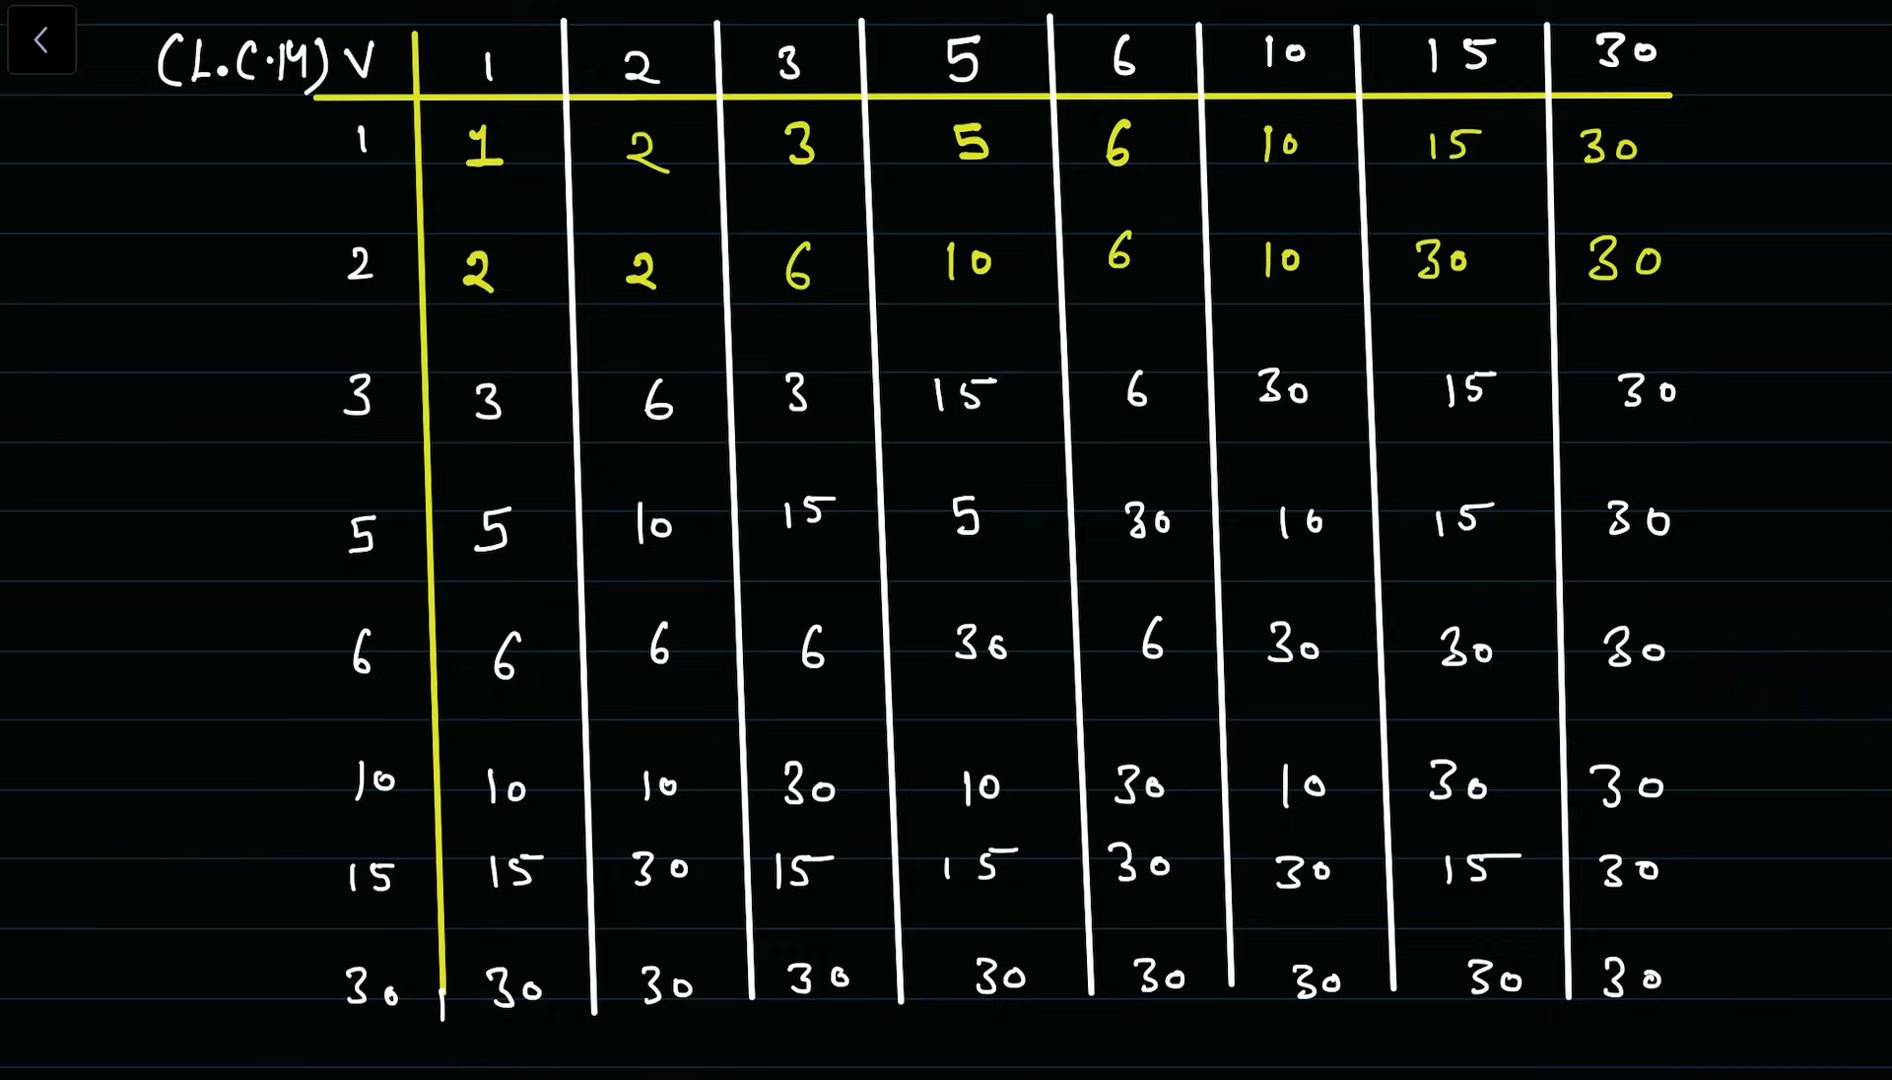 (L.C.M) V 1 2 3 5 6 10 15 30
1 1 2 3 5 6 10 15 30
2 2 2 6 10 6 10 30 30
3 3 6 3 15 6 30 15 30
5 5 10 15 5 30 10 15 30
6 6 6 6 30 6 30 30 30
10 10 10 30 10 30 10 30 30
15 15 30 15 15 30 30 15 30
30 30 30 30 30 30 30 30 30